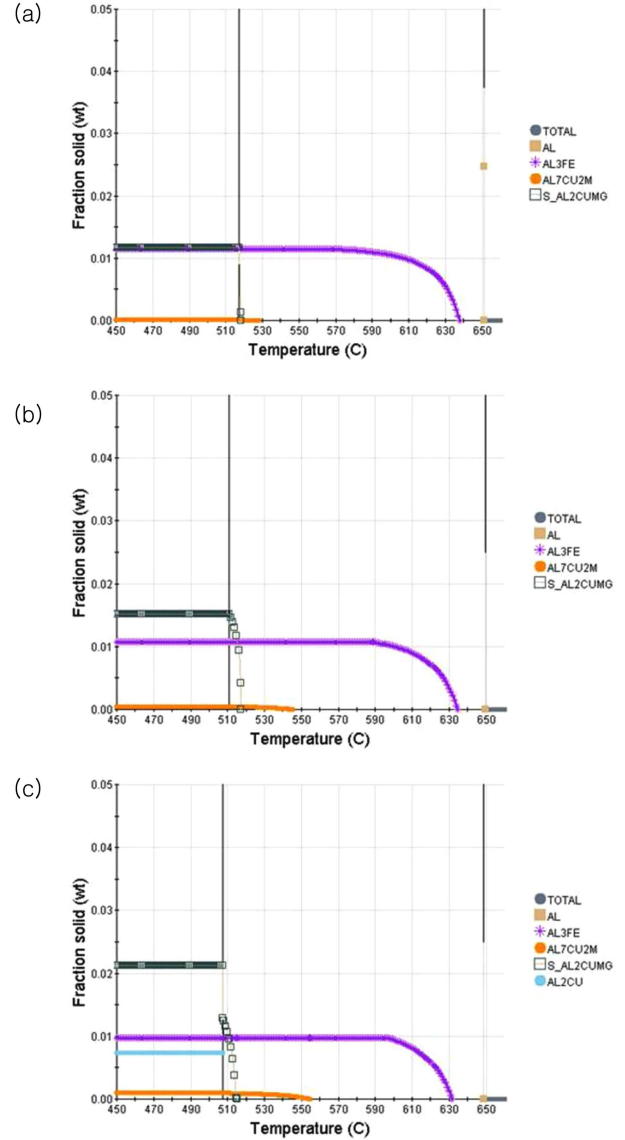 (a)
0.05
0.04
0.03
0.02
0.01
0.00
Fraction solid (wt)
450 470 490 510 530 550 570 590 610 630 650
Temperature (C)
TOTAL
AL
AL3FE
AL7CU2M
S_AL2CUMG
(b)
0.05
0.04
0.03
0.02
0.01
0.00
Fraction solid (wt)
450 470 490 510 530 550 570 590 610 630 650
Temperature (C)
TOTAL
AL
AL3FE
AL7CU2M
S_AL2CUMG
(c)
0.05
0.04
0.03
0.02
0.01
0.00
Fraction solid (wt)
450 470 490 510 530 550 570 590 610 630 650
Temperature (C)
TOTAL
AL
AL3FE
AL7CU2M
S_AL2CUMG
AL2CU